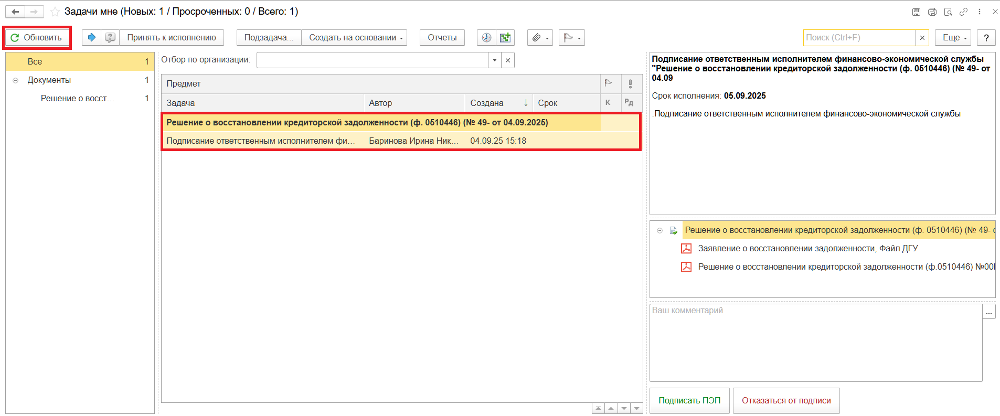 Задачи мне (Новых: 1 / Просроченных: 0 / Всего: 1)
Обновить
Принять к исполнению
Подзадача...
Создать на основании
Отчеты
Поиск (Ctrl+F)
Еще
?
Все 1
Документы 1
Решение о восст... 1
Отбор по организации:
Предмет
Задача Автор Создана ↓ Срок К Рд
Решение о восстановлении кредиторской задолженности (ф. 0510446) (№ 49- от 04.09.2025)
Подписание ответственным исполнителем фи... Баринова Ирина Ник... 04.09.25 15:18
Подписание ответственным исполнителем финансово-экономической службы
"Решение о восстановлении кредиторской задолженности (ф. 0510446) (№ 49- от
04.09
Срок исполнения: 05.09.2025
.Подписание ответственным исполнителем финансово-экономической службы
Решение о восстановлении кредиторской задолженности (ф. 0510446) (№ 49-
Заявление о восстановлении задолженности, Файл ДГУ
Решение о восстановлении кредиторской задолженности (ф.0510446)
Ваш комментарий
...
Подписать ПЭП
Отказаться от подписи